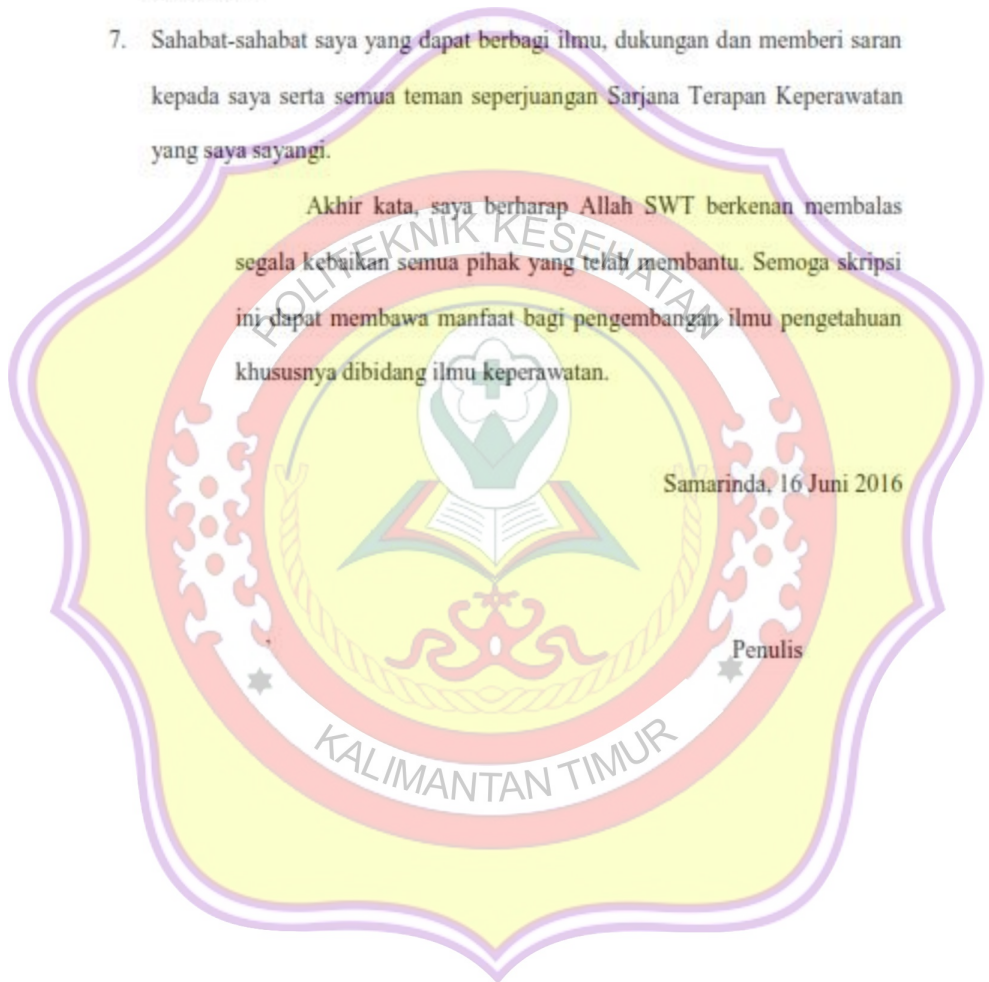 7. Sahabat-sahabat saya yang dapat berbagi ilmu, dukungan dan memberi saran
kepada saya serta semua teman seperjuangan Sarjana Terapan Keperawatan
yang saya sayangi.
Akhir kata, saya berharap Allah SWT berkenan membalas
segala kebaikan semua pihak yang telah membantu. Semoga skripsi
ini dapat membawa manfaat bagi pengembangan ilmu pengetahuan
khususnya dibidang ilmu keperawatan.
Samarinda, 16 Juni 2016
Penulis
POLITEKNIK KESEHATAN
KALIMANTAN TIMUR